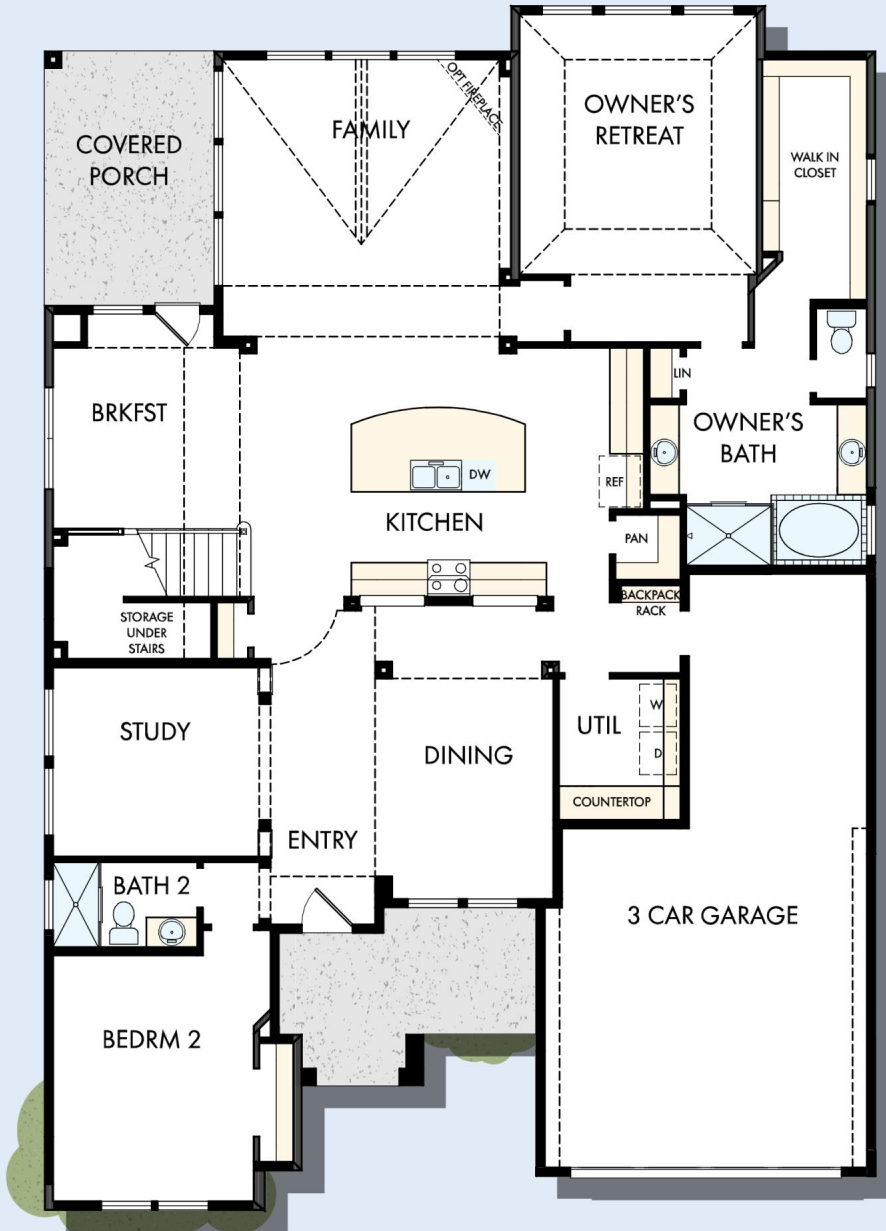 COVERED
PORCH
FAMILY
OPT FIREPLACE
OWNER'S
RETREAT
WALK IN
CLOSET
BRKFST
LIN
OWNER'S
BATH
DW
REF
KITCHEN
PAN
BACKPACK
RACK
STORAGE
UNDER
STAIRS
STUDY
DINING
UTIL
W
D
COUNTERTOP
ENTRY
BATH 2
3 CAR GARAGE
BEDRM 2